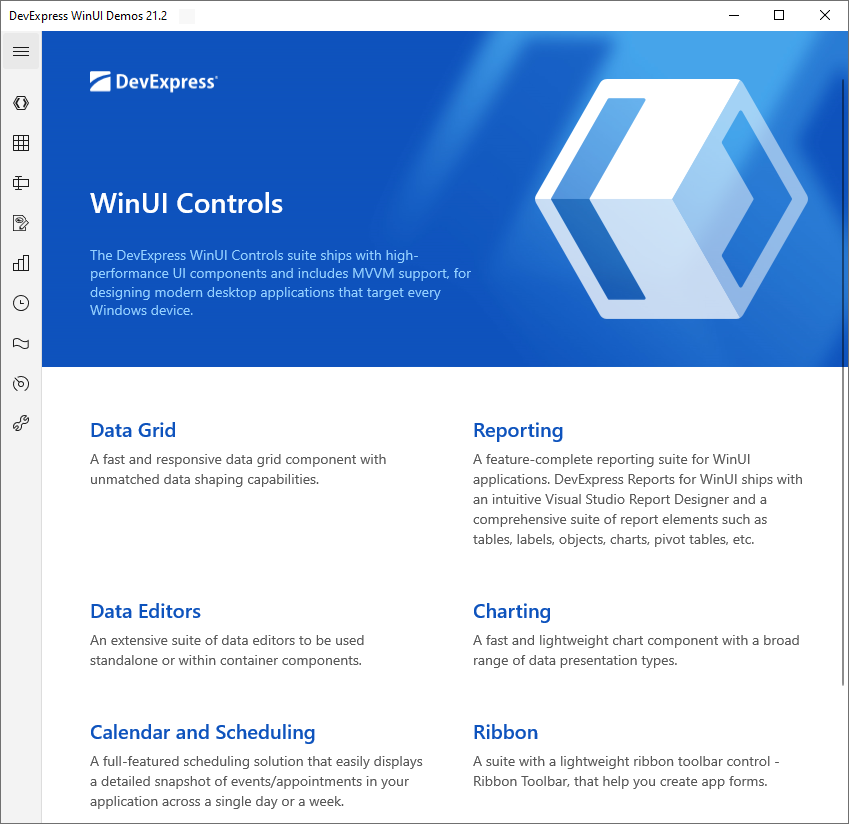 DevExpress WinUI Demos 21.2
DevExpress
WinUI Controls
The DevExpress WinUI Controls suite ships with high-
performance UI components and includes MVVM support, for
designing modern desktop applications that target every
Windows device.
Data Grid
A fast and responsive data grid component with
unmatched data shaping capabilities.
Reporting
A feature-complete reporting suite for WinUI
applications. DevExpress Reports for WinUI ships with
an intuitive Visual Studio Report Designer and a
comprehensive suite of report elements such as
tables, labels, objects, charts, pivot tables, etc.
Data Editors
An extensive suite of data editors to be used
standalone or within container components.
Charting
A fast and lightweight chart component with a broad
range of data presentation types.
Calendar and Scheduling
A full-featured scheduling solution that easily displays
a detailed snapshot of events/appointments in your
application across a single day or a week.
Ribbon
A suite with a lightweight ribbon toolbar control -
Ribbon Toolbar, that help you create app forms.